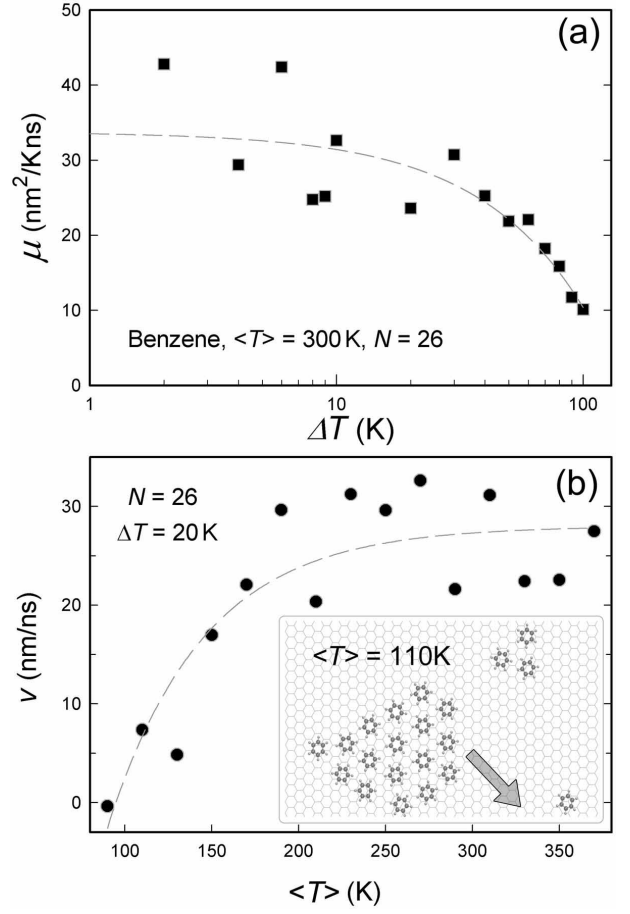 (a)
50
40
30
20
10
0
μ (nm²/Kns)
Benzene, <T> = 300 K, N = 26
1
10
100
ΔT (K)
(b)
N = 26
ΔT = 20 K
30
20
10
0
v (nm/ns)
<T> = 110K
100
150
200
250
300
350
<T> (K)